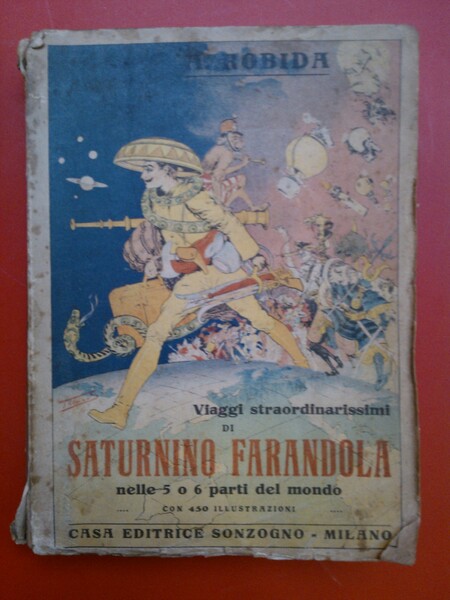 A. ROBIDA
Viaggi straordinarissimi
DI
SATURNINO FARANDOLA
nelle 5 o 6 parti del mondo
.... CON 450 ILLUSTRAZIONI ....
CASA EDITRICE SONZOGNO - MILANO